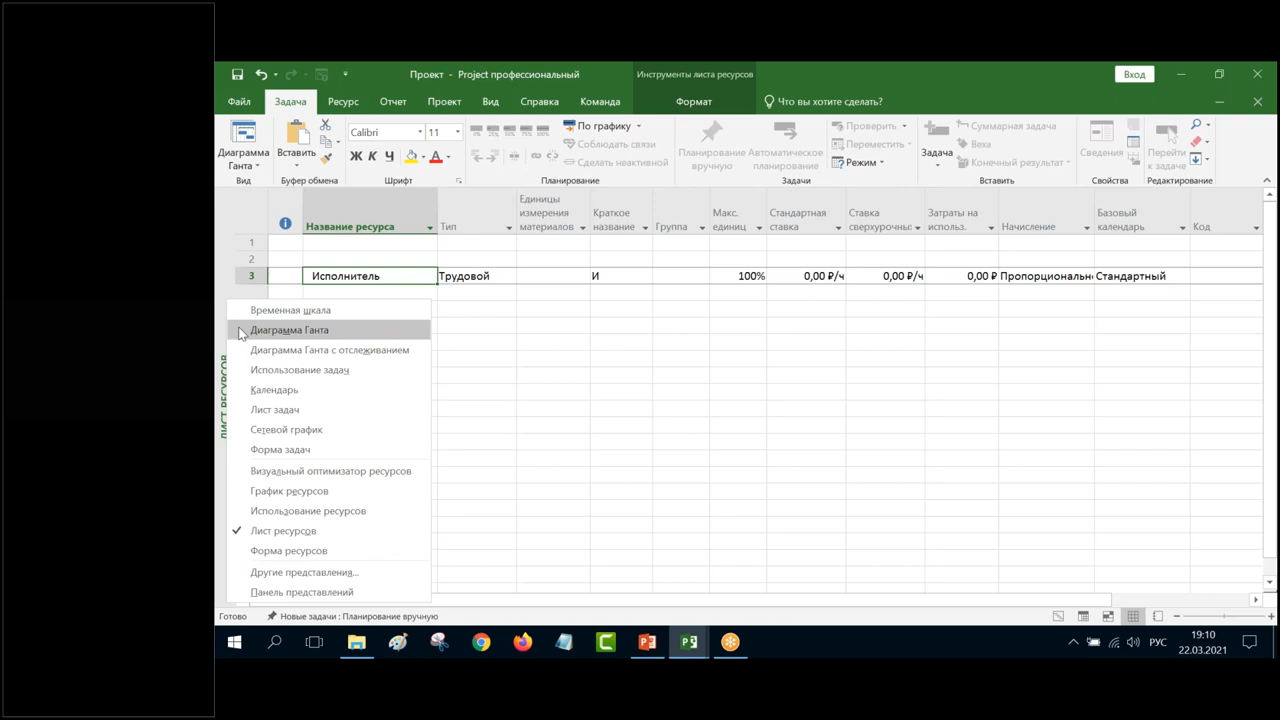 Проект - Project профессиональный
Инструменты листа ресурсов
Вход
Файл Задача Ресурс Отчет Проект Вид Справка Команда Формат Что вы хотите сделать?
Диаграмма Ганта
Вид
Вставить
Буфер обмена
Calibri 11
Ж К Ч
Шрифт
По графику
Соблюдать связи
Сделать неактивной
Планирование
Планирование вручную
Автоматическое планирование
Проверить
Переместить
Режим
Задачи
Задача
Суммарная задача
Веха
Конечный результат
Вставить
Сведения
Свойства
Перейти к задаче
Редактирование
Название ресурса Тип Единицы измерения материалов Краткое название Группа Макс. единиц Стандартная ставка Ставка сверхурочны Затраты на использ. Начисление Базовый календарь Код
1
2
3 Исполнитель Трудовой И 100% 0,00 ₽/ч 0,00 ₽/ч 0,00 ₽ Пропорциональн Стандартный
ЛИСТ РЕСУРСОВ
Временная шкала
Диаграмма Ганта
Диаграмма Ганта с отслеживанием
Использование задач
Календарь
Лист задач
Сетевой график
Форма задач
Визуальный оптимизатор ресурсов
График ресурсов
Использование ресурсов
Лист ресурсов
Форма ресурсов
Другие представления...
Панель представлений
Готово Новые задачи : Планирование вручную
РУС
19:10
22.03.2021